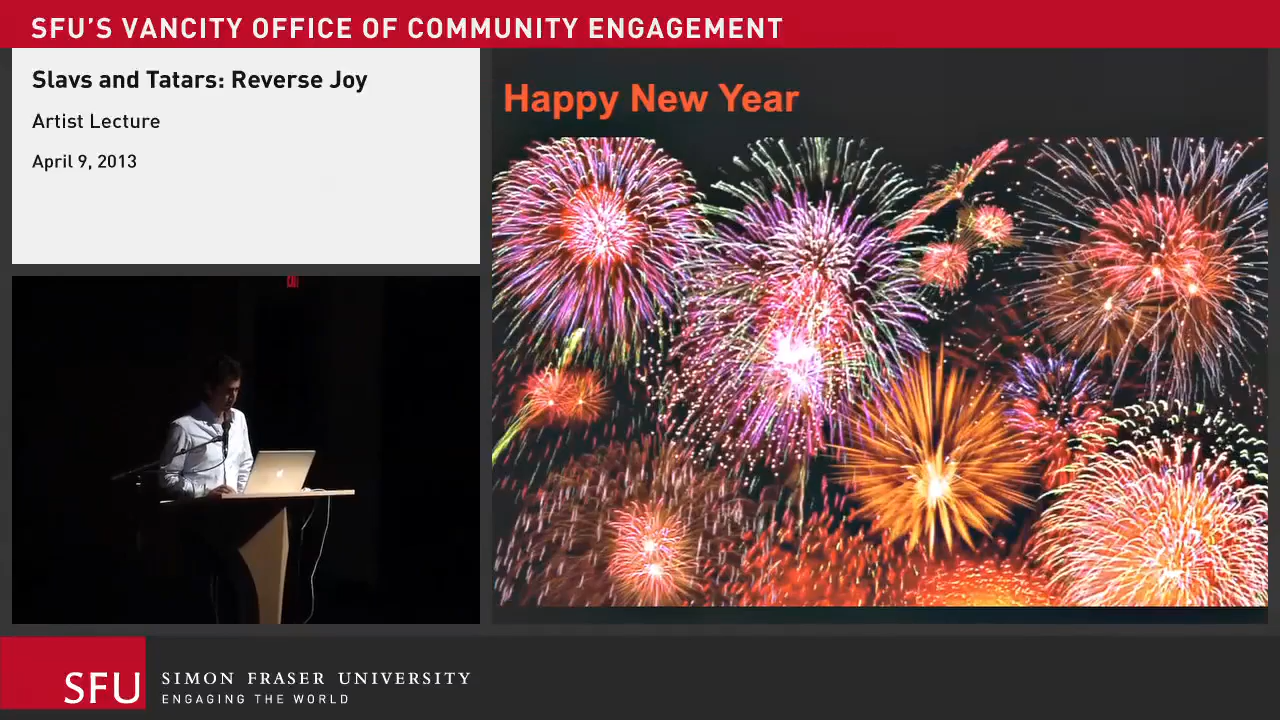 SFU'S VANCITY OFFICE OF COMMUNITY ENGAGEMENT
Slavs and Tatars: Reverse Joy
Artist Lecture
April 9, 2013
Happy New Year
EXIT
SFU
SIMON FRASER UNIVERSITY
ENGAGING THE WORLD